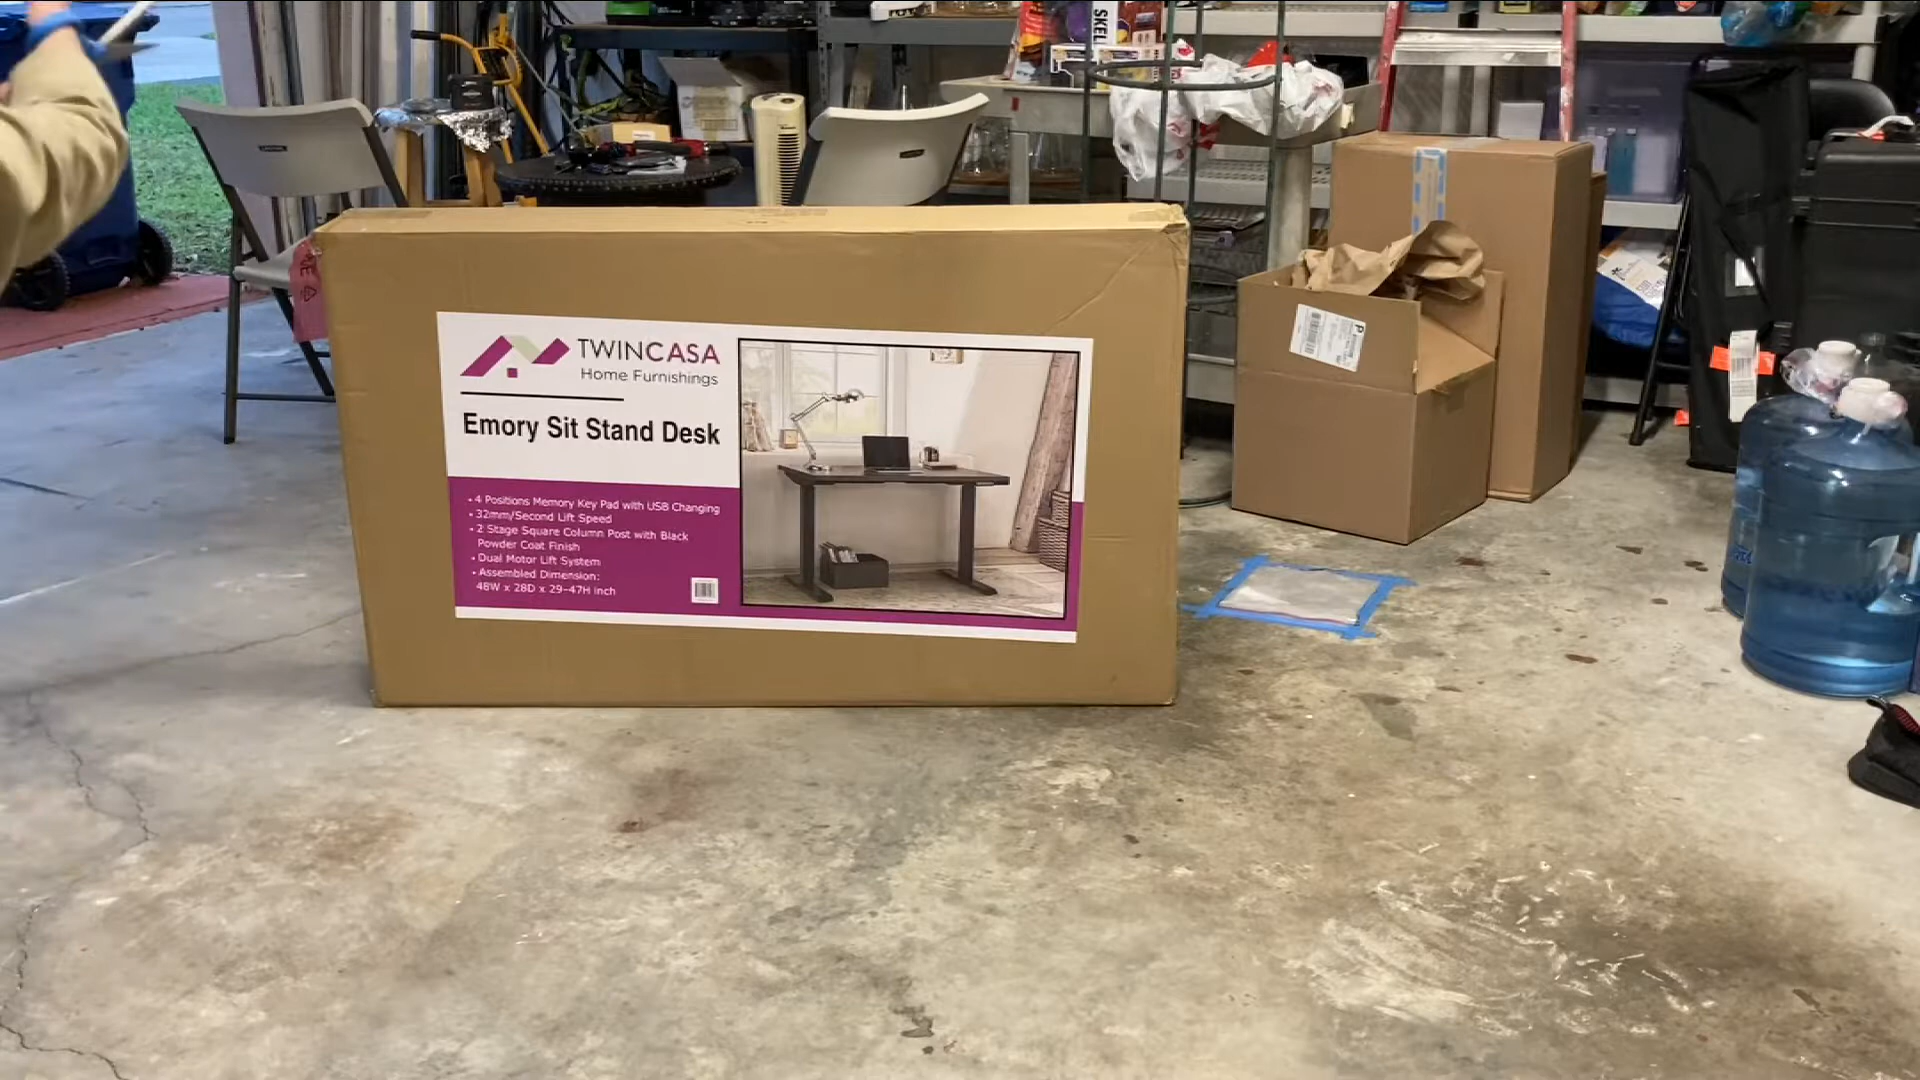 TWINCASA
Home Furnishings
Emory Sit Stand Desk
• 4 Positions Memory Key Pad with USB Changing
• 32mm/Second Lift Speed
• 2 Stage Square Column Post with Black
Powder Coat Finish
• Dual Motor Lift System
• Assembled Dimension:
48W x 28D x 29-47H inch
SKEL
P